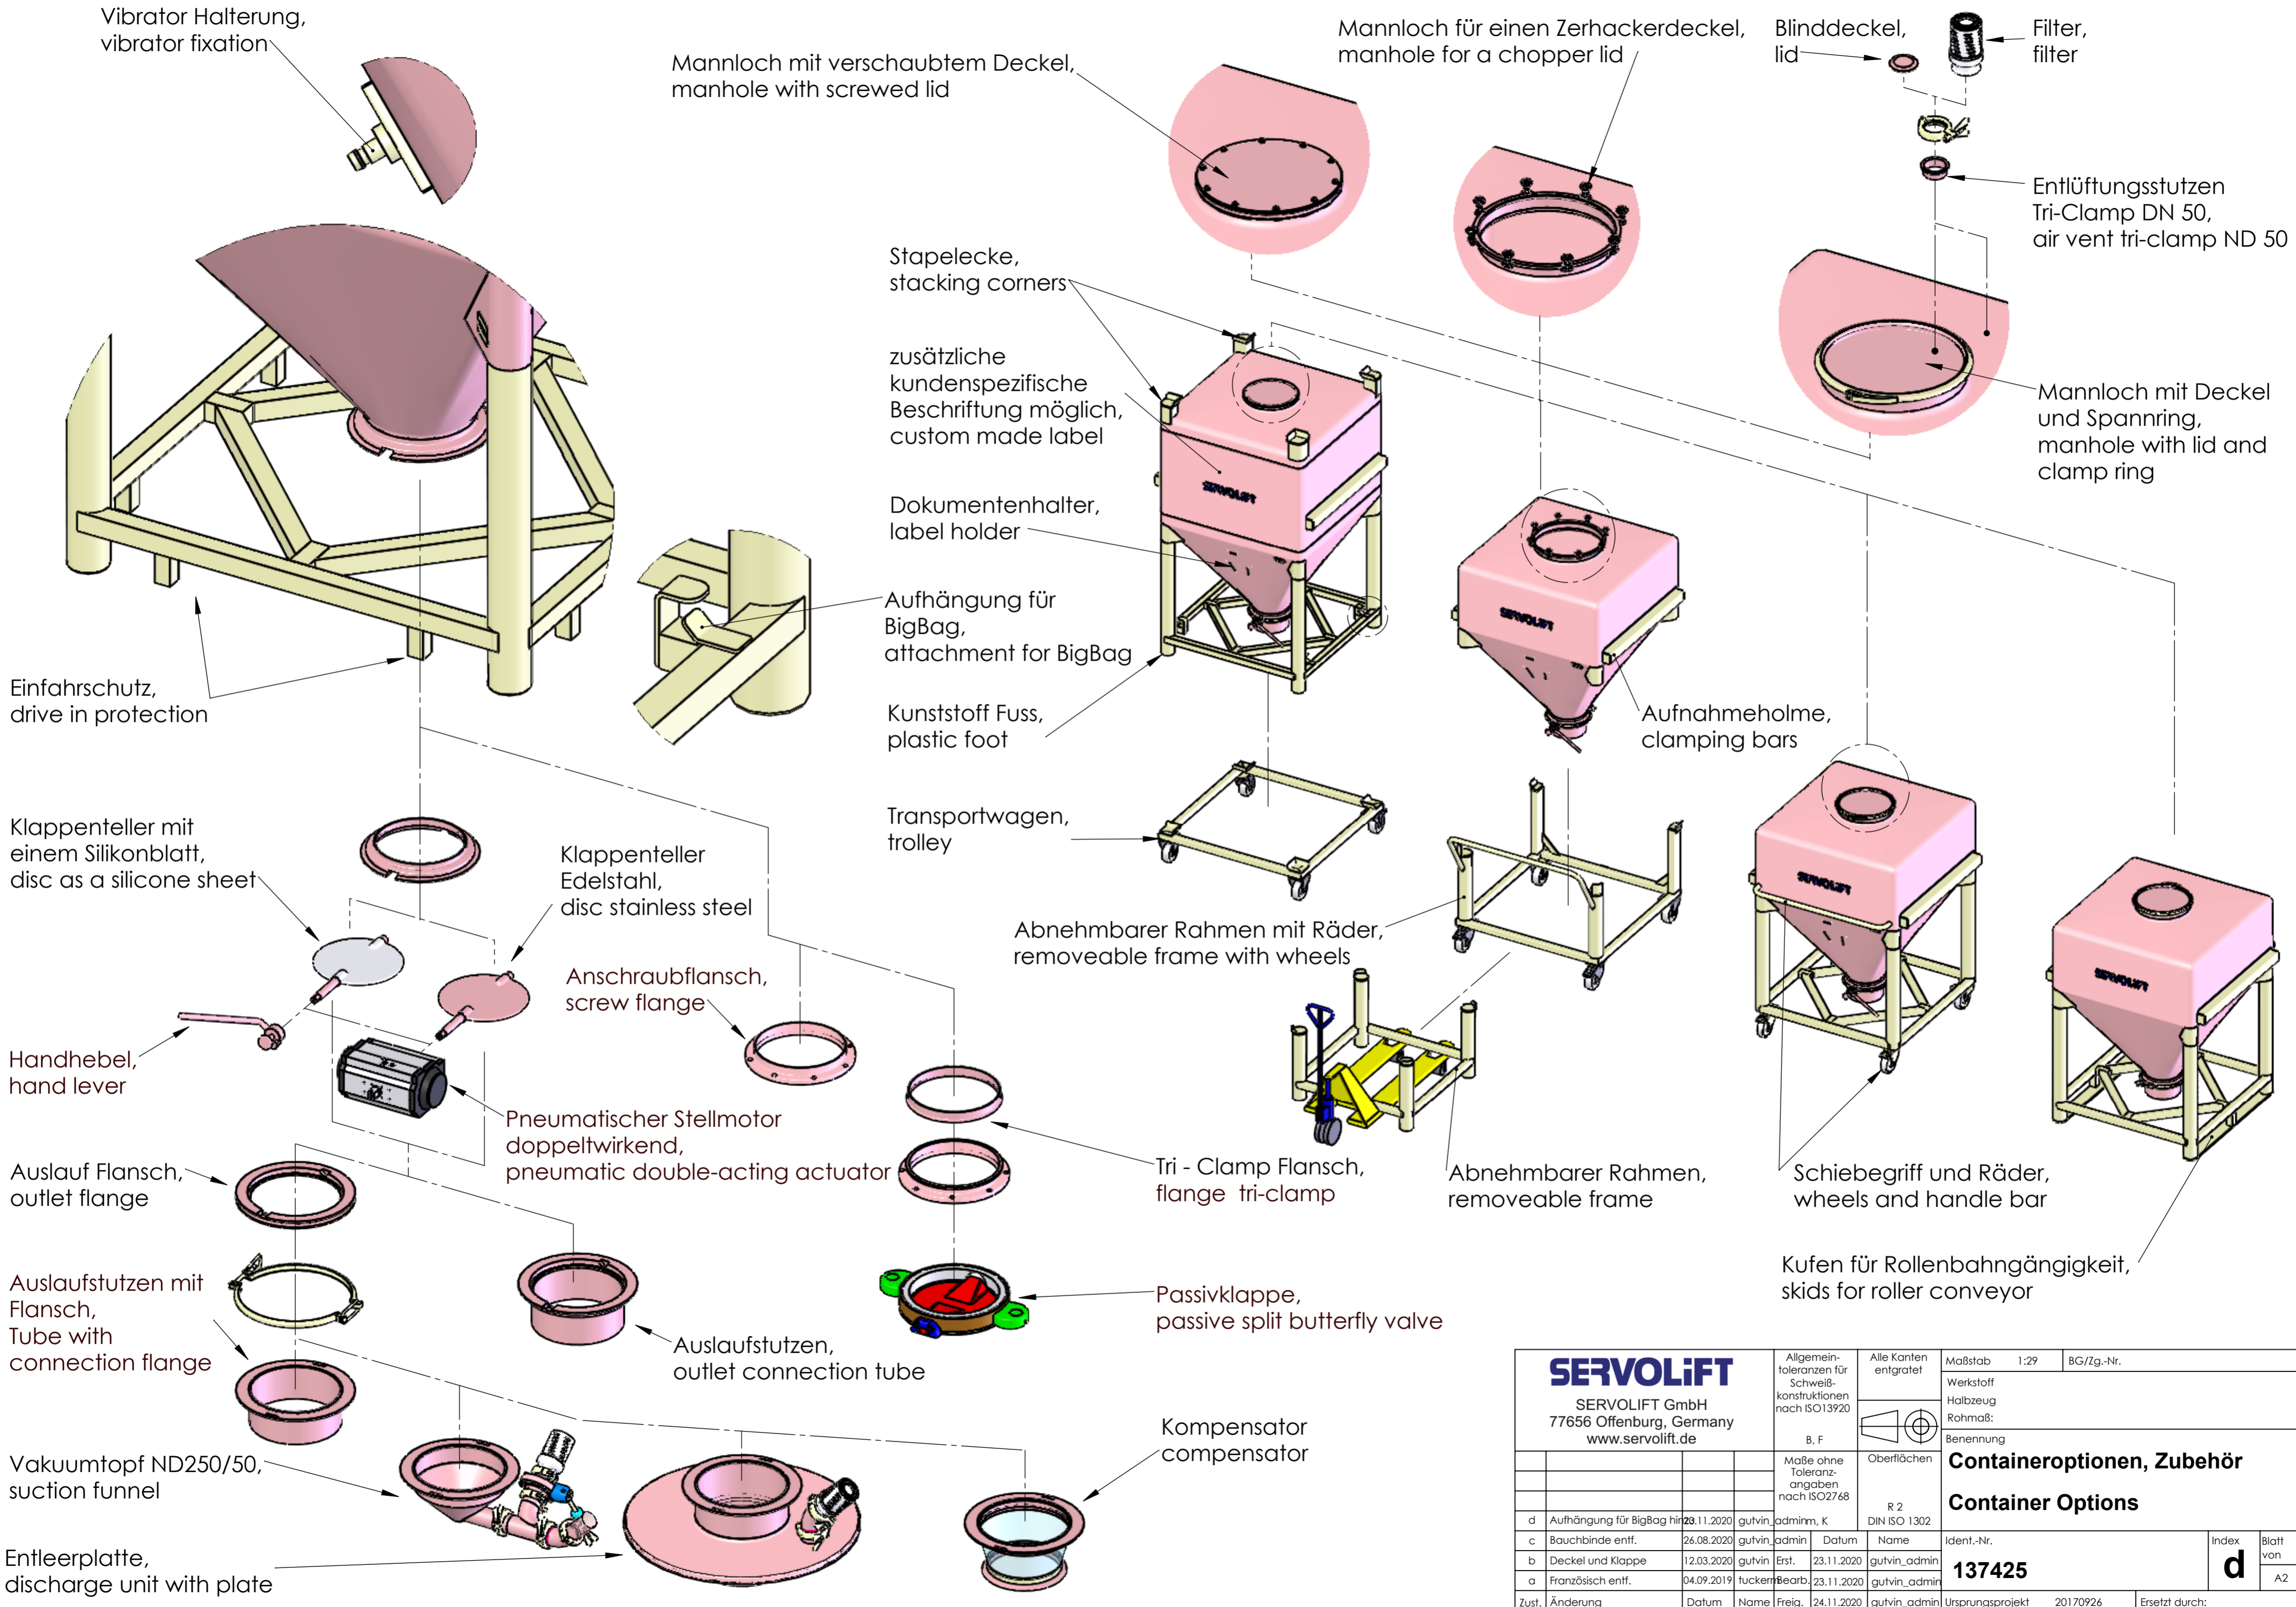 Vibrator Halterung,
vibrator fixation
Mannloch mit verschaubtem Deckel,
manhole with screwed lid
Mannloch für einen Zerhackerdeckel,
manhole for a chopper lid
Blinddeckel,
lid
Filter,
filter
Entlüftungsstutzen
Tri-Clamp DN 50,
air vent tri-clamp ND 50
Stapelecke,
stacking corners
zusätzliche
kundenspezifische
Beschriftung möglich,
custom made label
Mannloch mit Deckel
und Spannring,
manhole with lid and
clamp ring
Dokumentenhalter,
label holder
SERVOLIFT
SERVOLIFT
SERVOLIFT
SERVOLIFT
Aufhängung für
BigBag,
attachment for BigBag
Einfahrschutz,
drive in protection
Kunststoff Fuss,
plastic foot
Aufnahmeholme,
clamping bars
Transportwagen,
trolley
Klappenteller mit
einem Silikonblatt,
disc as a silicone sheet
Klappenteller
Edelstahl,
disc stainless steel
Abnehmbarer Rahmen mit Räder,
removeable frame with wheels
Anschraubflansch,
screw flange
Handhebel,
hand lever
Pneumatischer Stellmotor
doppeltwirkend,
pneumatic double-acting actuator
Auslauf Flansch,
outlet flange
Tri - Clamp Flansch,
flange tri-clamp
Abnehmbarer Rahmen,
removeable frame
Schiebegriff und Räder,
wheels and handle bar
Kufen für Rollenbahngängigkeit,
skids for roller conveyor
Auslaufstutzen mit
Flansch,
Tube with
connection flange
Passivklappe,
passive split butterfly valve
Auslaufstutzen,
outlet connection tube
Kompensator
compensator
Vakuumtopf ND250/50,
suction funnel
Entleerplatte,
discharge unit with plate
SERVOLiFT
SERVOLIFT GmbH
77656 Offenburg, Germany
www.servolift.de
Allgemein-
toleranzen für
Schweiß-
konstruktionen
nach ISO13920
B, F
Alle Kanten
entgratet
Maßstab 1:29 BG/Zg.-Nr.
Werkstoff
Halbzeug
Rohmaß:
Maße ohne
Toleranz-
angaben
nach ISO2768
m, K
Oberflächen
R 2
DIN ISO 1302
Benennung
Containeroptionen, Zubehör
Container Options
d Aufhängung für BigBag 23.11.2020 gutvin_admin
c Bauchbinde entf. 26.08.2020 gutvin_admin Datum Name
b Deckel und Klappe 12.03.2020 gutvin Erst. 23.11.2020 gutvin_admin
a Französisch entf. 04.09.2019 Bearb. 23.11.2020 gutvin_admin
Zust. Änderung Datum Name Freig. 24.11.2020 gutvin_admin
Ident.-Nr.
137425
Index
d
Blatt
von
A2
Ursprungsprojekt 20170926 Ersetzt durch: